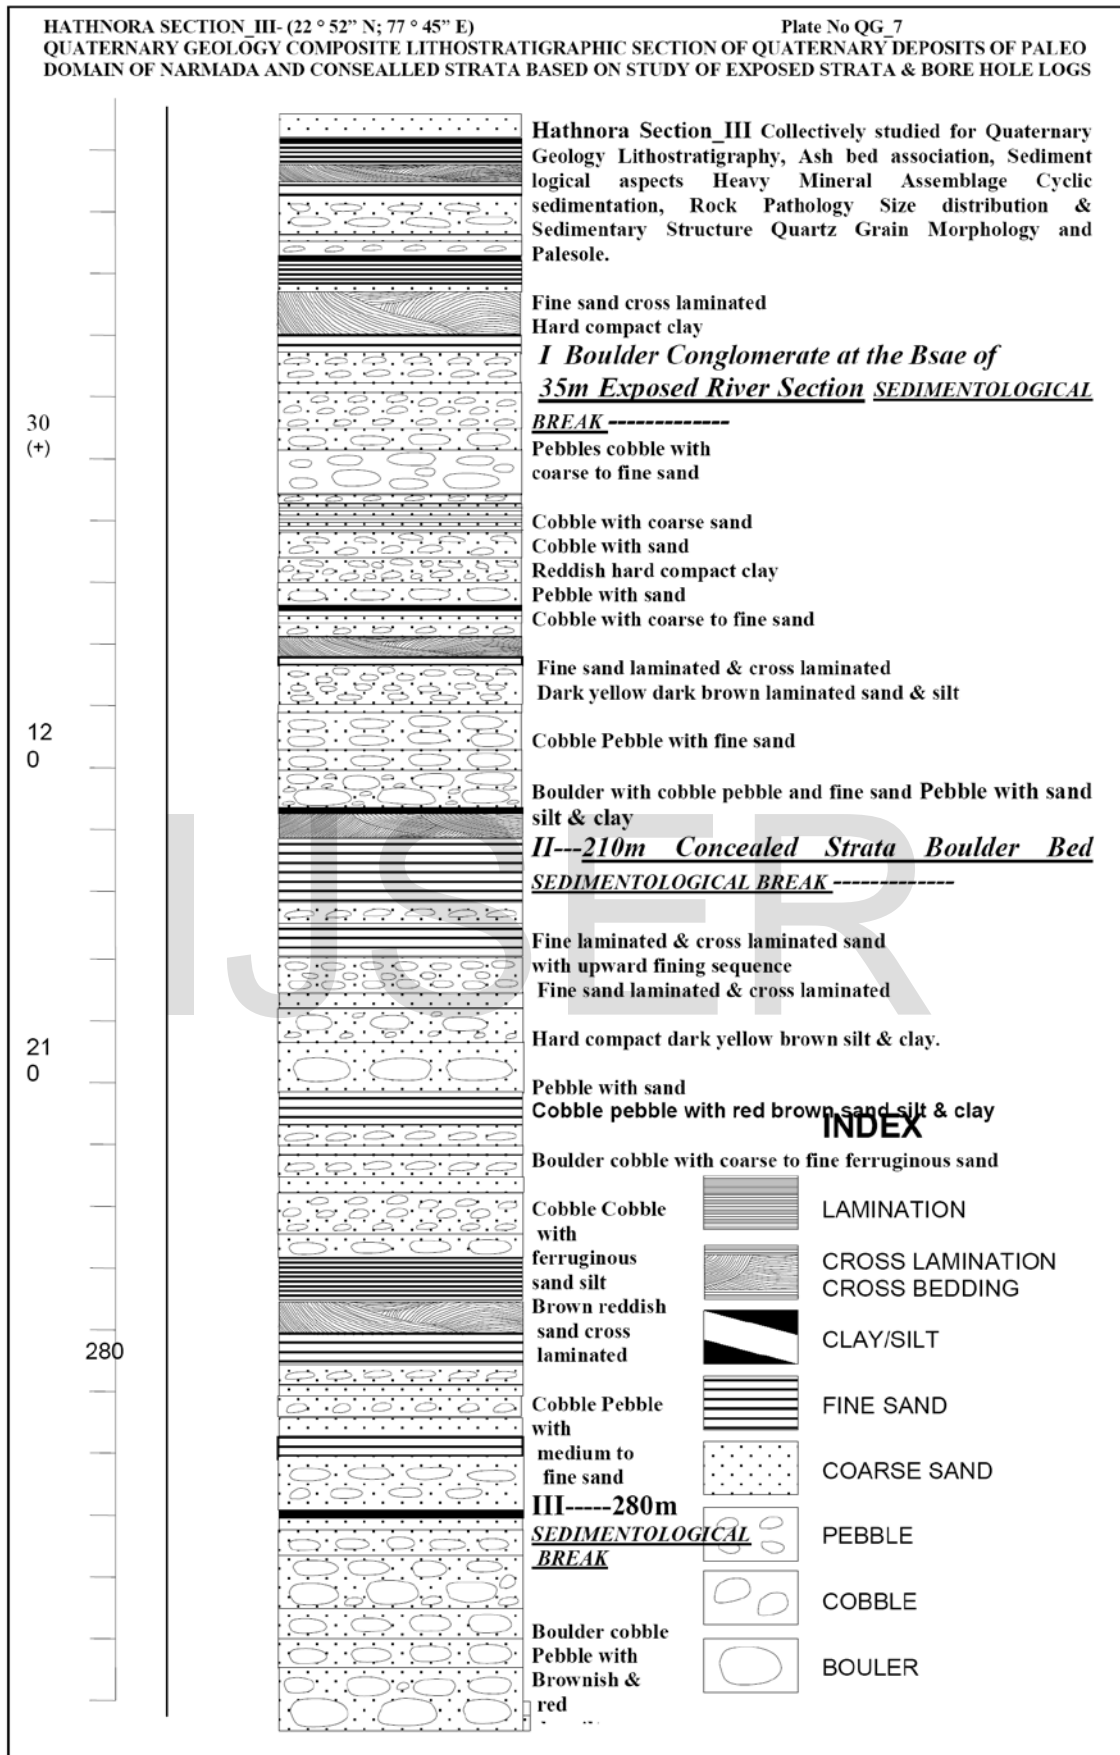 HATHNORA SECTION_III- (22 ° 52” N; 77 ° 45” E) Plate No QG_7
QUATERNARY GEOLOGY COMPOSITE LITHOSTRATIGRAPHIC SECTION OF QUATERNARY DEPOSITS OF PALEO
DOMAIN OF NARMADA AND CONSEALLED STRATA BASED ON STUDY OF EXPOSED STRATA & BORE HOLE LOGS
Hathnora Section_III Collectively studied for Quaternary
Geology Lithostratigraphy, Ash bed association, Sediment
logical aspects Heavy Mineral Assemblage Cyclic
sedimentation, Rock Pathology Size distribution &
Sedimentary Structure Quartz Grain Morphology and
Palesole.
Fine sand cross laminated
Hard compact clay
I Boulder Conglomerate at the Bsae of
35m Exposed River Section SEDIMENTOLOGICAL
BREAK -------------
30
(+)
Pebbles cobble with
coarse to fine sand
Cobble with coarse sand
Cobble with sand
Reddish hard compact clay
Pebble with sand
Cobble with coarse to fine sand
Fine sand laminated & cross laminated
Dark yellow dark brown laminated sand & silt
12
0
Cobble Pebble with fine sand
Boulder with cobble pebble and fine sand Pebble with sand
silt & clay
II---210m Concealed Strata Boulder Bed
SEDIMENTOLOGICAL BREAK -------------
IJSER
Fine laminated & cross laminated sand
with upward fining sequence
Fine sand laminated & cross laminated
Hard compact dark yellow brown silt & clay.
21
0
Pebble with sand
Cobble pebble with red brown sand silt & clay
INDEX
Boulder cobble with coarse to fine ferruginous sand
Cobble Cobble
with
ferruginous
sand silt
Brown reddish
sand cross
laminated
280
Cobble Pebble
with
medium to
fine sand
III-----280m
SEDIMENTOLOGICAL
BREAK
Boulder cobble
Pebble with
Brownish &
red
LAMINATION
CROSS LAMINATION
CROSS BEDDING
CLAY/SILT
FINE SAND
COARSE SAND
PEBBLE
COBBLE
BOULER